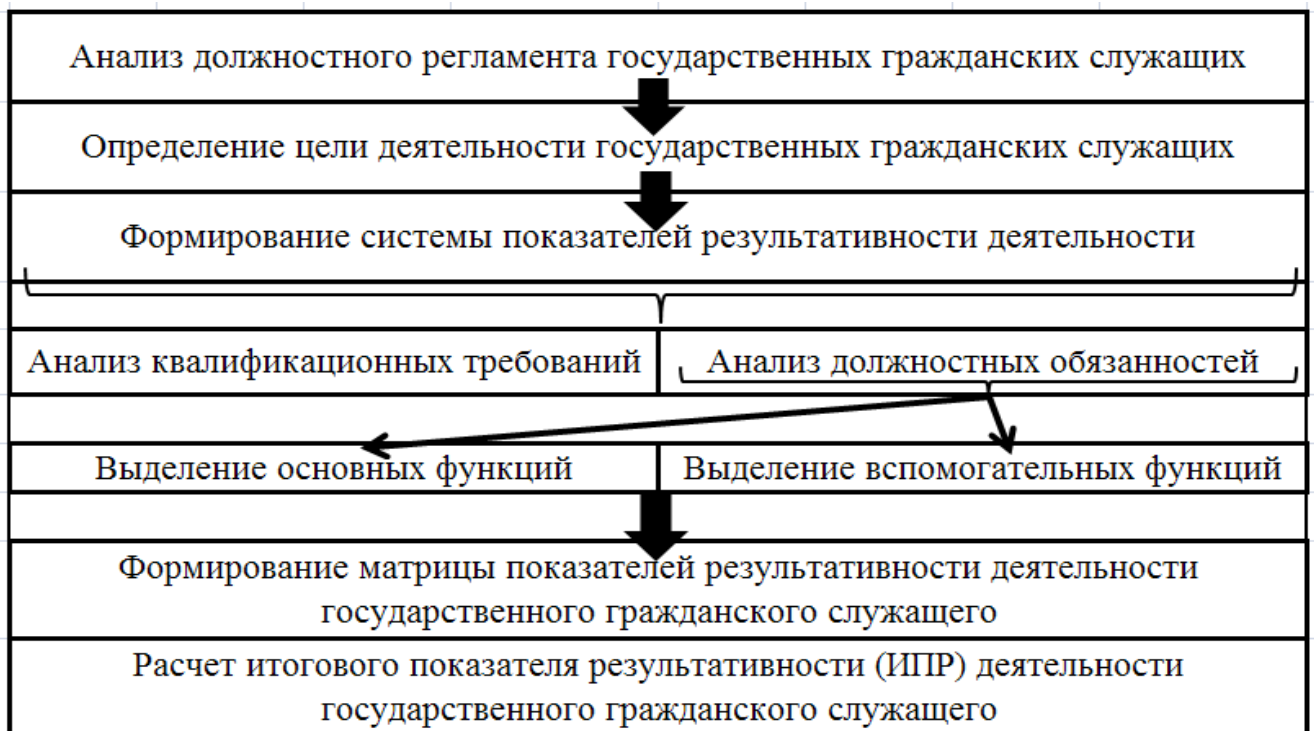 Анализ должностного регламента государственных гражданских служащих
Определение цели деятельности государственных гражданских служащих
Формирование системы показателей результативности деятельности
Анализ квалификационных требований
Анализ должностных обязанностей
Выделение основных функций
Выделение вспомогательных функций
Формирование матрицы показателей результативности деятельности
государственного гражданского служащего
Расчет итогового показателя результативности (ИПР) деятельности
государственного гражданского служащего